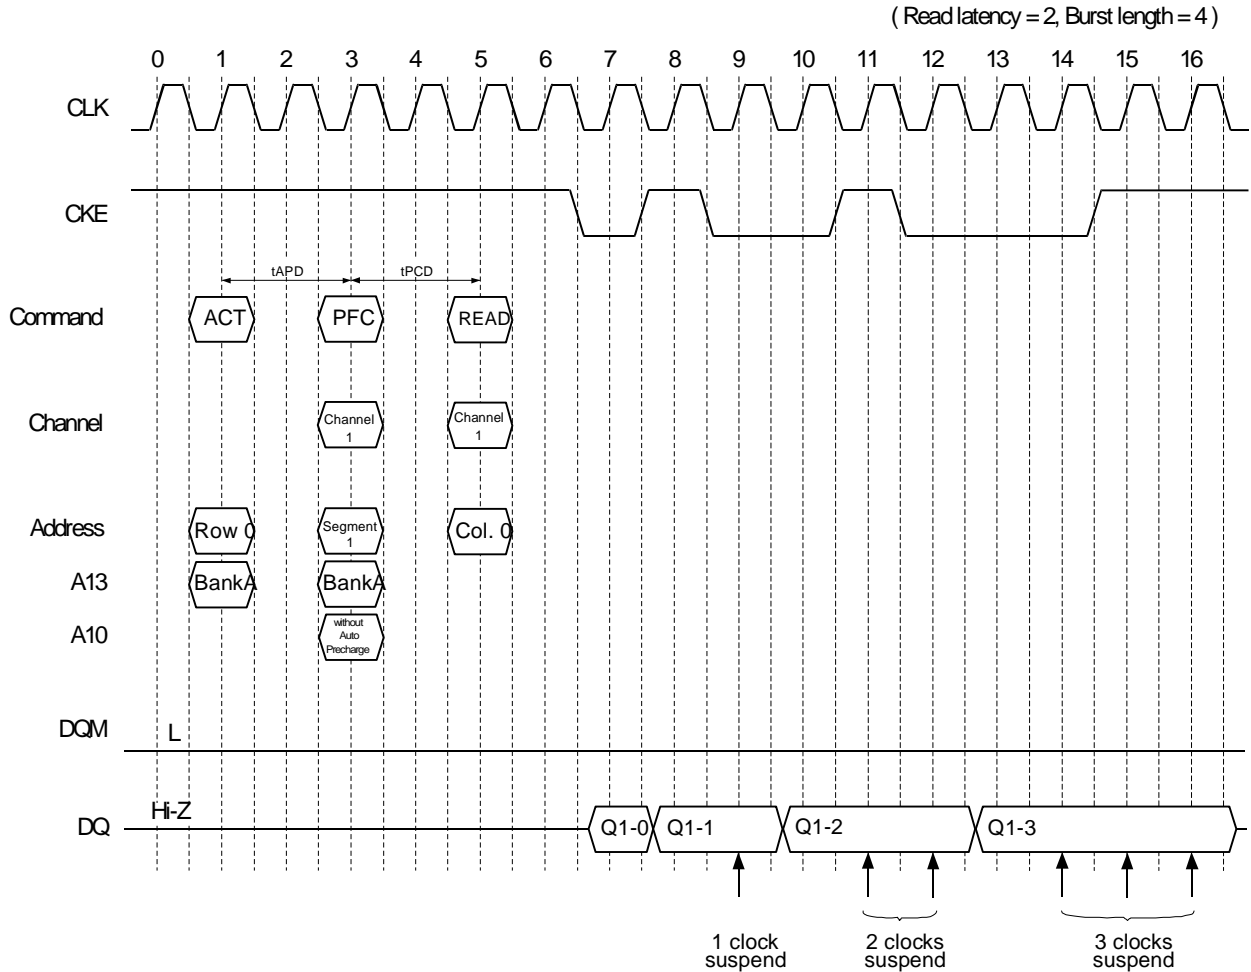 ( Read latency = 2, Burst length = 4 )
0 1 2 3 4 5 6 7 8 9 10 11 12 13 14 15 16
CLK
CKE
tAPD tPCD
Command ACT PFC READ
Channel Channel 1 Channel 1
Address Row 0 Segment 1 Col. 0
A13 BankA BankA
A10 without Auto Precharge
DQM L
Hi-Z
DQ Q1-0 Q1-1 Q1-2 Q1-3
1 clock suspend 2 clocks suspend 3 clocks suspend